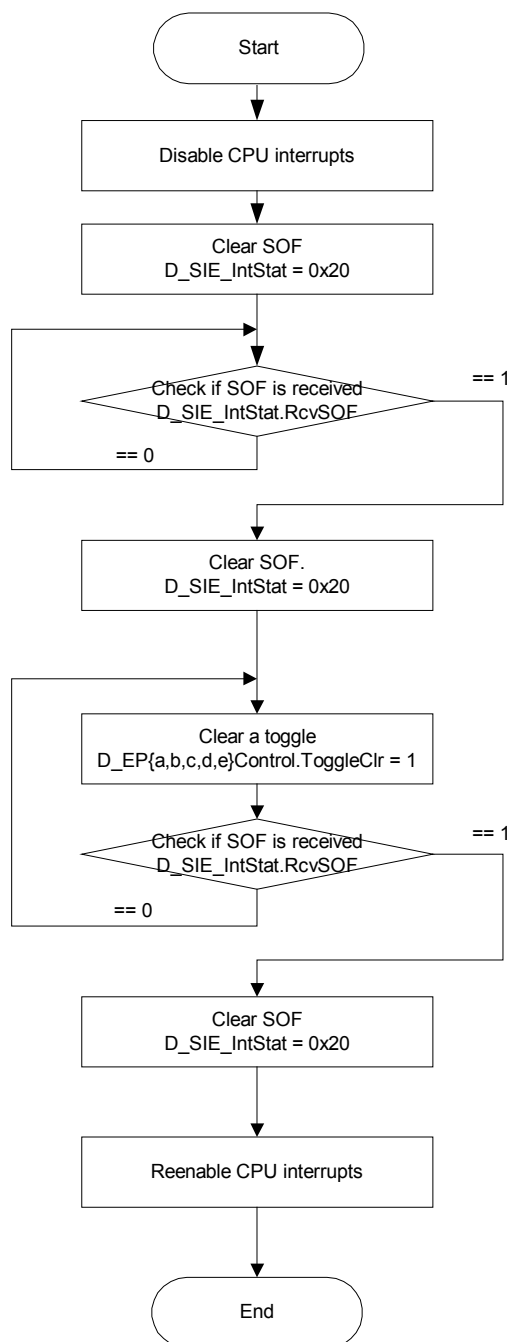 Start
Disable CPU interrupts
Clear SOF
D_SIE_IntStat = 0x20
Check if SOF is received
D_SIE_IntStat.RcvSOF
== 1
== 0
Clear SOF.
D_SIE_IntStat = 0x20
Clear a toggle
D_EP{a,b,c,d,e}Control.ToggleClr = 1
Check if SOF is received
D_SIE_IntStat.RcvSOF
== 1
== 0
Clear SOF
D_SIE_IntStat = 0x20
Reenable CPU interrupts
End